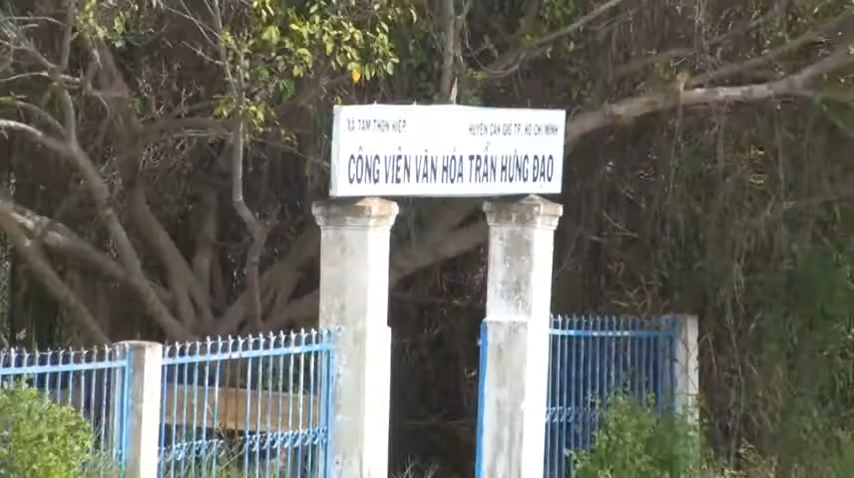 XÃ TAM THÔN HIỆP
HUYỆN CẦN GIỜ TP. HỒ CHÍ MINH
CÔNG VIÊN VĂN HÓA TRẦN HƯNG ĐẠO